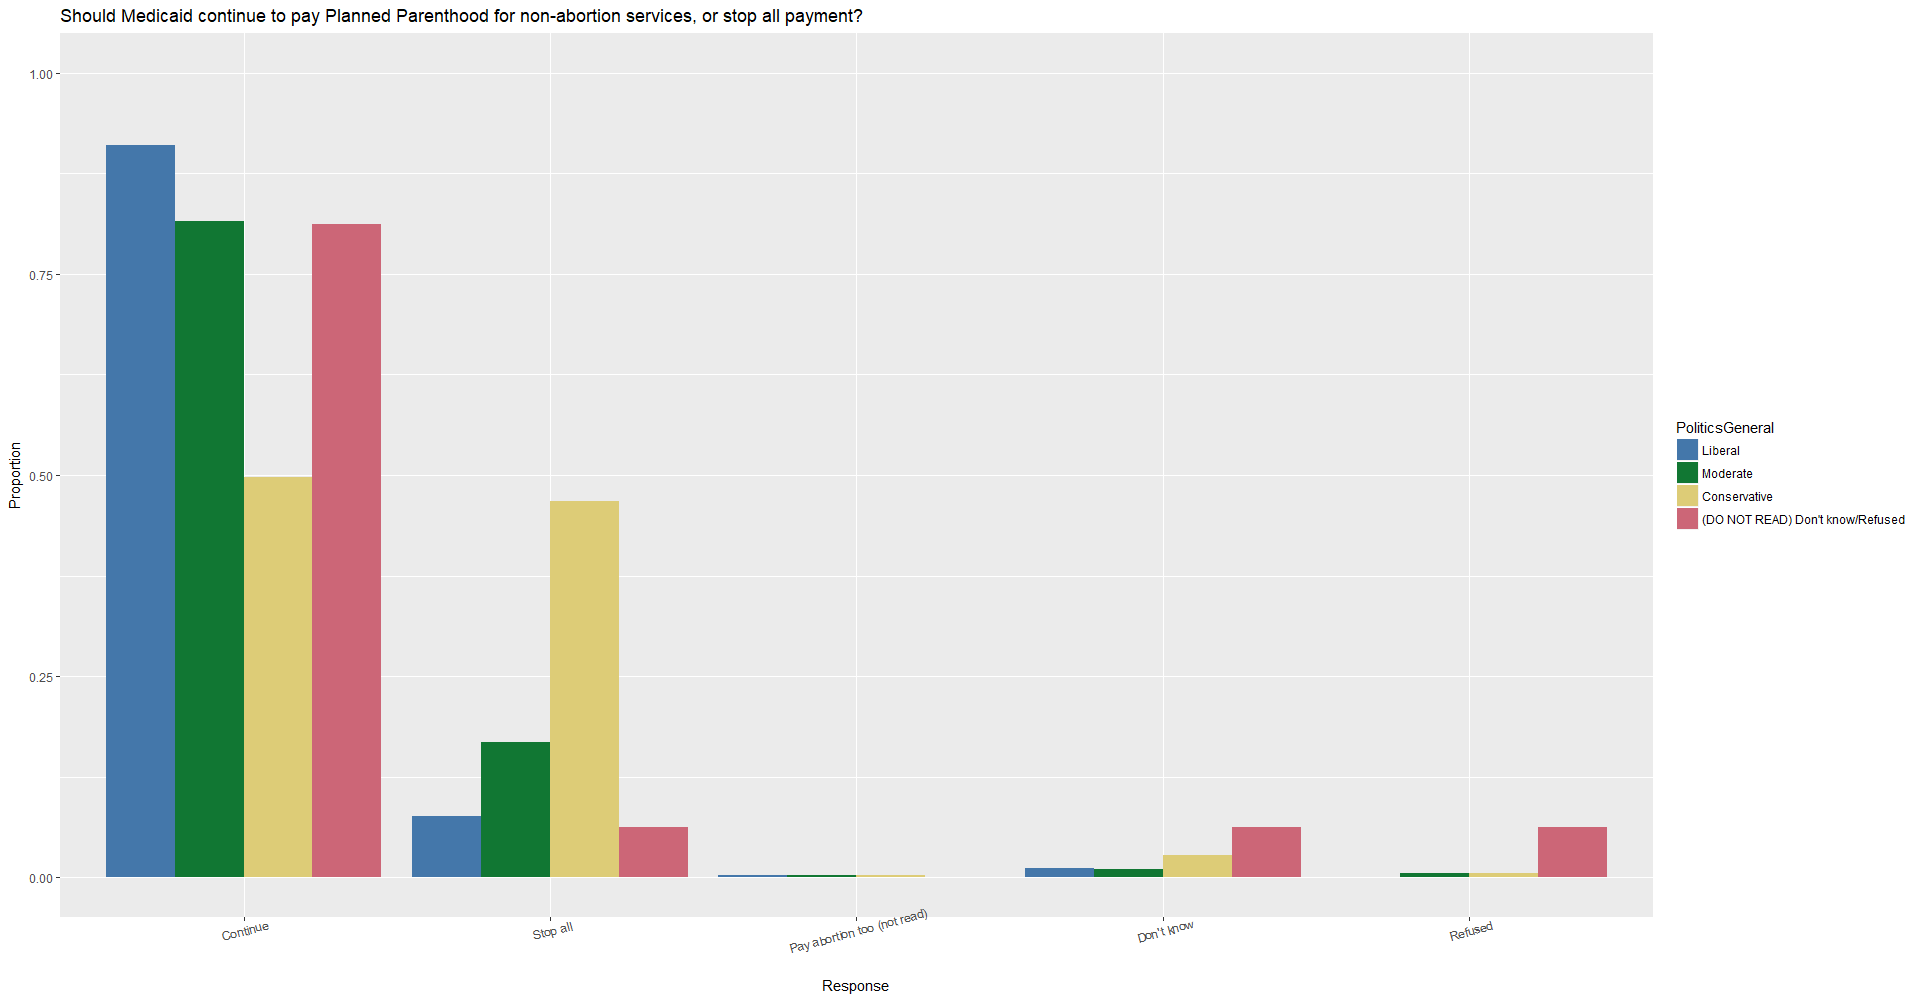 Should Medicaid continue to pay Planned Parenthood for non-abortion services, or stop all payment?
1.00
0.75
0.50
0.25
0.00
Proportion
Continue
Stop all
Pay abortion too (not read)
Don't know
Refused
Response
PoliticsGeneral
Liberal
Moderate
Conservative
(DO NOT READ) Don't know/Refused